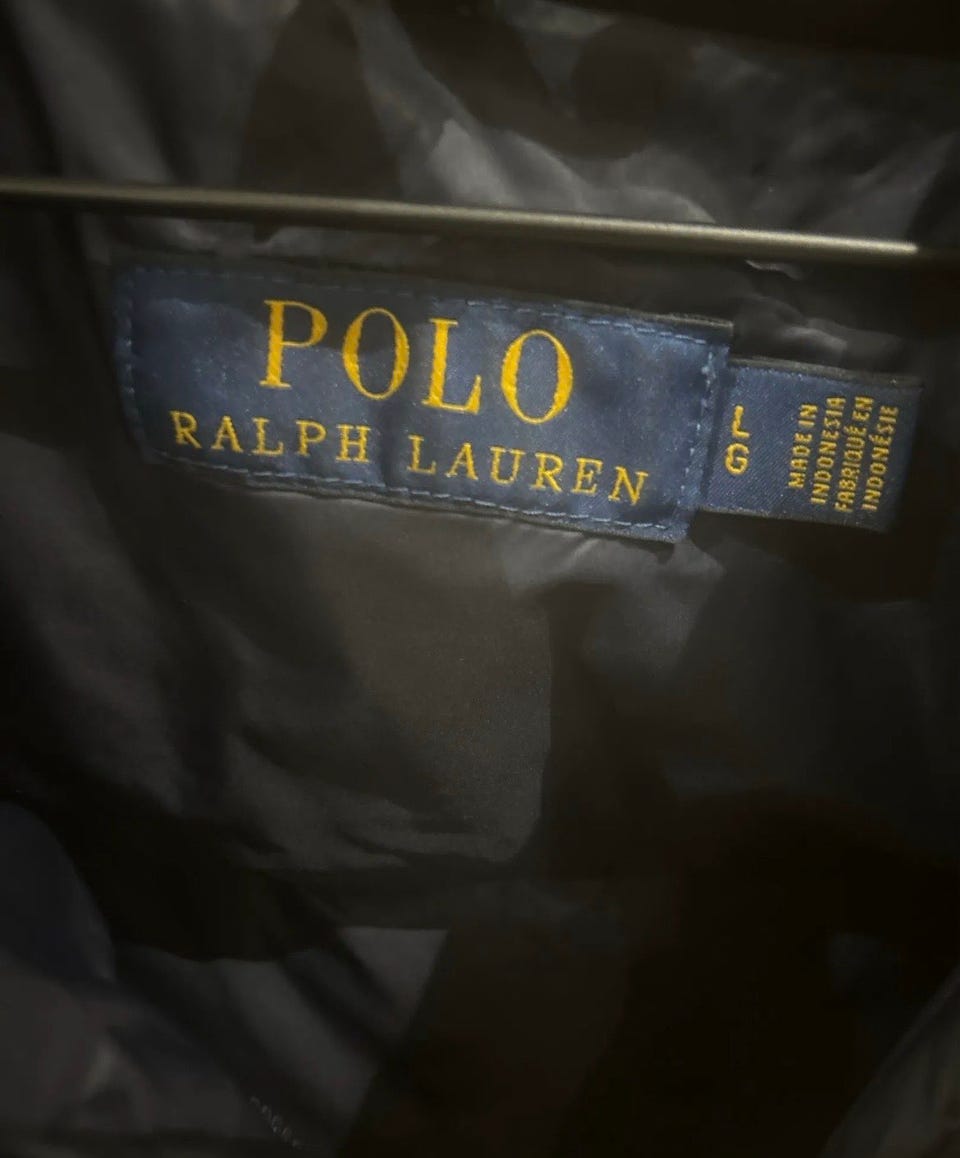 POLO
RALPH LAUREN
L
G
MADE IN
INDONESIA
FABRIQUÉ EN
INDONÉSIE